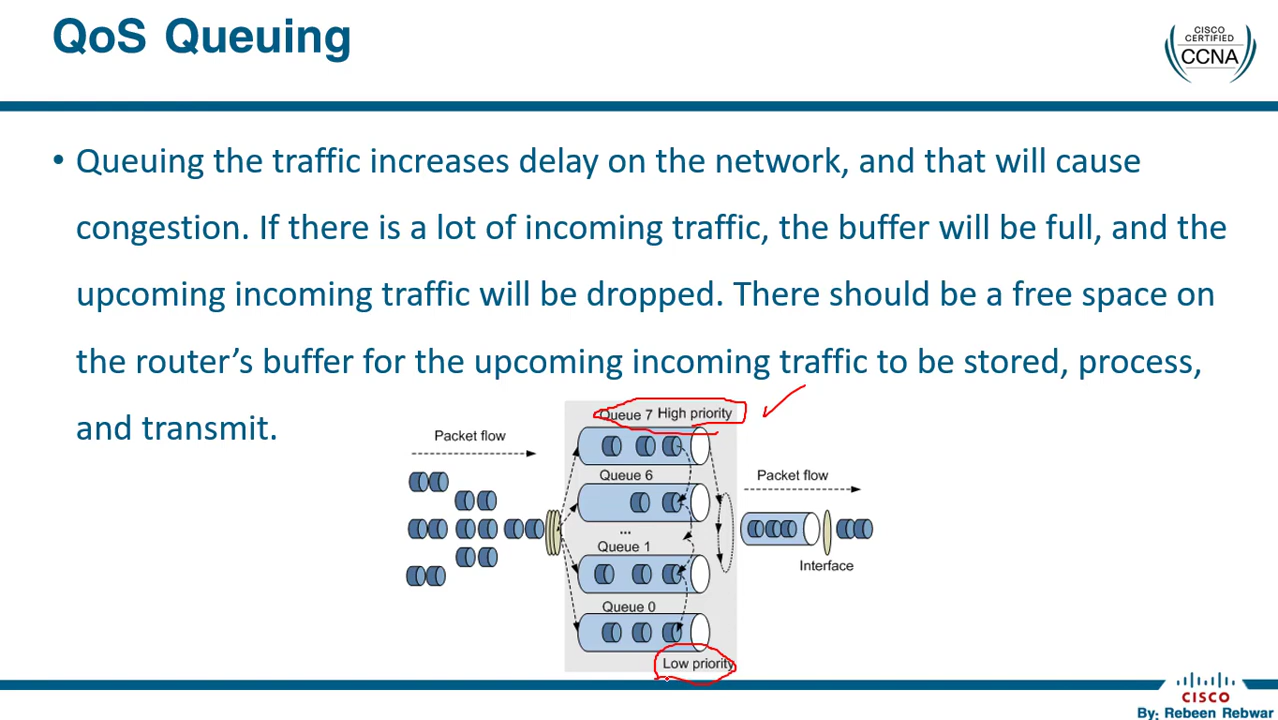 QoS Queuing
CISCO
CERTIFIED
CCNA
• Queuing the traffic increases delay on the network, and that will cause
congestion. If there is a lot of incoming traffic, the buffer will be full, and the
upcoming incoming traffic will be dropped. There should be a free space on
the router’s buffer for the upcoming incoming traffic to be stored, process,
and transmit.
Packet flow
Queue 7 High priority
Queue 6
...
Queue 1
Queue 0
Low priority
Packet flow
Interface
CISCO
By: Rebeen Rebwar